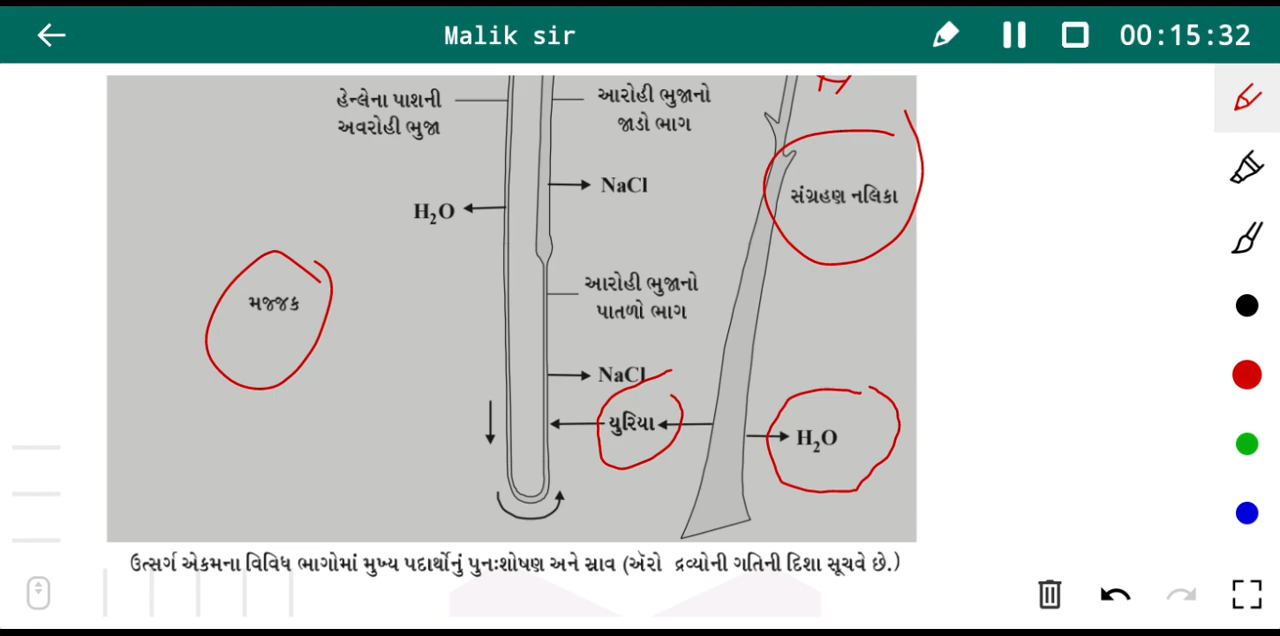 Malik sir
00:15:32
હેન્લેના પાશની
અવરોહી ભુજા
આરોહી ભુજાનો
જાડો ભાગ
NaCl
H₂O
સંગ્રહણ નલિકા
મજ્જક
આરોહી ભુજાનો
પાતળો ભાગ
NaCl
યુરિયા
H₂O
ઉત્સર્ગ એકમના વિવિધ ભાગોમાં મુખ્ય પદાર્થોનું પુનઃશોષણ અને સ્રાવ (ઍરો દ્રવ્યોની ગતિની દિશા સૂચવે છે.)